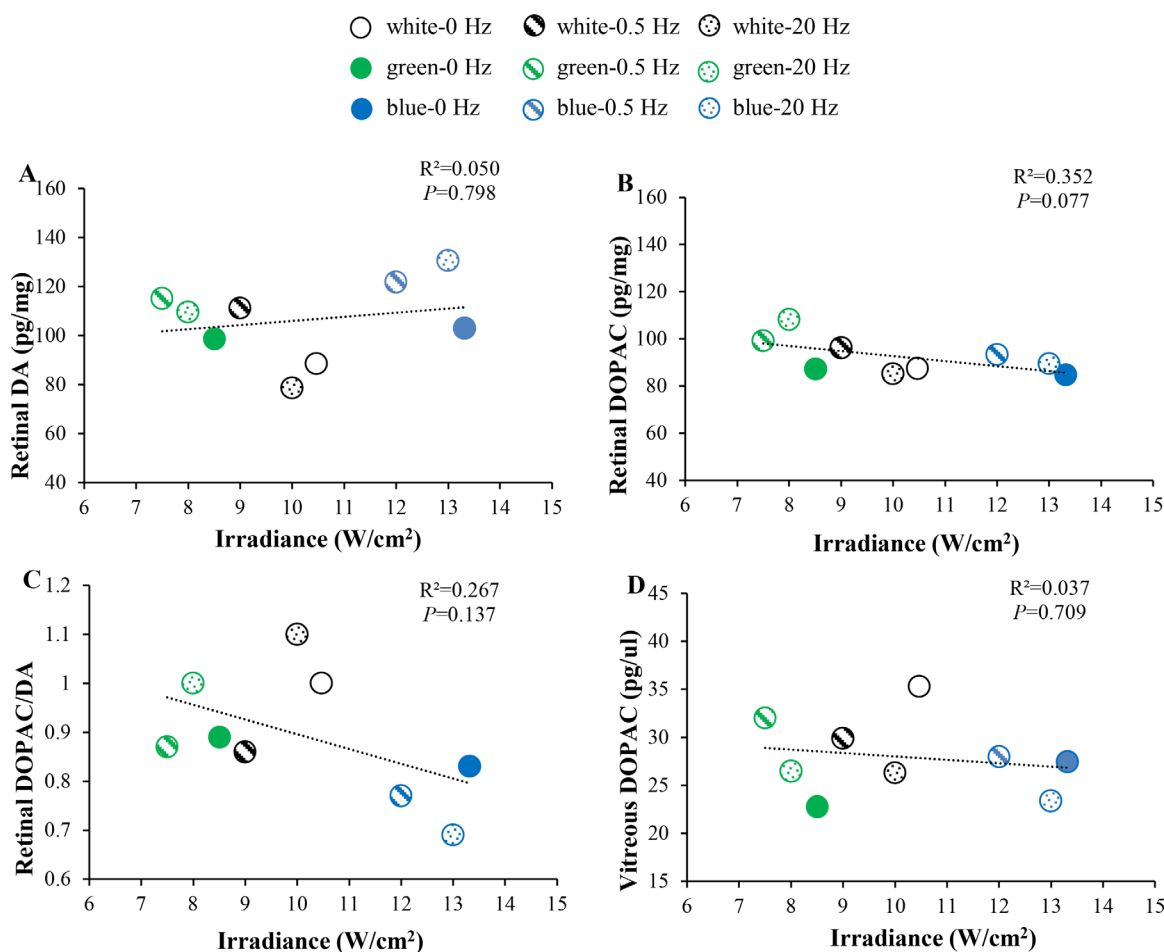 white-0 Hz white-0.5 Hz white-20 Hz
green-0 Hz green-0.5 Hz green-20 Hz
blue-0 Hz blue-0.5 Hz blue-20 Hz
A
R²=0.050
P=0.798
160
140
120
100
80
60
40
Retinal DA (pg/mg)
6 7 8 9 10 11 12 13 14 15
Irradiance (W/cm²)
B
R²=0.352
P=0.077
160
140
120
100
80
60
40
Retinal DOPAC (pg/mg)
6 7 8 9 10 11 12 13 14 15
Irradiance (W/cm²)
C
R²=0.267
P=0.137
1.2
1.1
1
0.9
0.8
0.7
0.6
Retinal DOPAC/DA
6 7 8 9 10 11 12 13 14 15
Irradiance (W/cm²)
D
R²=0.037
P=0.709
45
40
35
30
25
20
15
Vitreous DOPAC (pg/ul)
6 7 8 9 10 11 12 13 14 15
Irradiance (W/cm²)